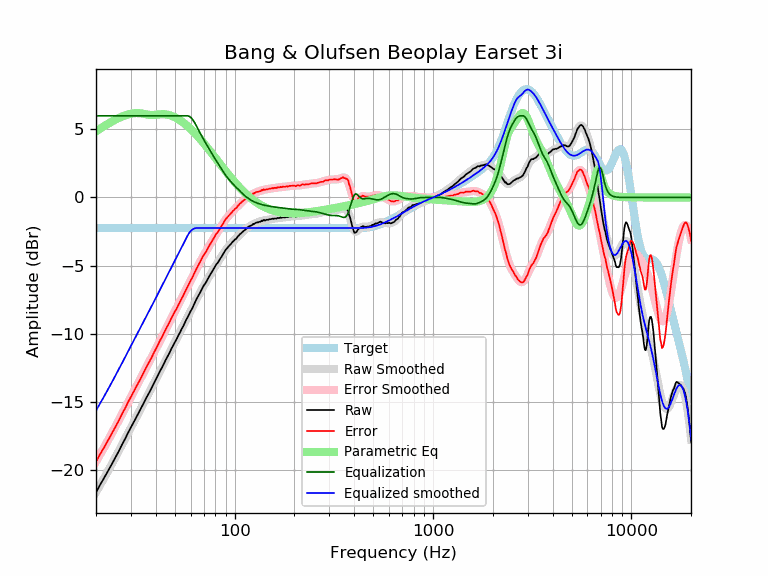 Bang & Olufsen Beoplay Earset 3i
Amplitude (dBr)
5
0
−5
−10
−15
−20
Target
Raw Smoothed
Error Smoothed
Raw
Error
Parametric Eq
Equalization
Equalized smoothed
100
1000
10000
Frequency (Hz)